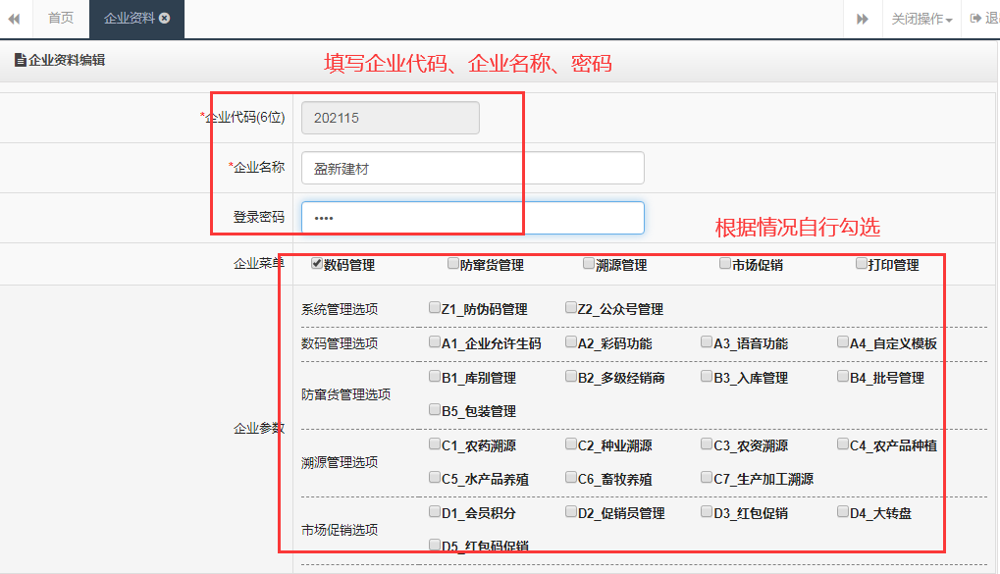 首页 企业资料 关闭操作 退
企业资料编辑 填写企业代码、企业名称、密码
*企业代码(6位) 202115
*企业名称 盈新建材
登录密码 ••••
根据情况自行勾选
企业菜单 数码管理 防窜货管理 溯源管理 市场促销 打印管理
系统管理选项 Z1_防伪码管理 Z2_公众号管理
数码管理选项 A1_企业允许生码 A2_彩码功能 A3_语音功能 A4_自定义模板
防窜货管理选项 B1_库别管理 B2_多级经销商 B3_入库管理 B4_批号管理
B5_包装管理
企业参数
溯源管理选项 C1_农药溯源 C2_种业溯源 C3_农资溯源 C4_农产品种植
C5_水产品养殖 C6_畜牧养殖 C7_生产加工溯源
市场促销选项 D1_会员积分 D2_促销员管理 D3_红包促销 D4_大转盘
D5_红包码促销